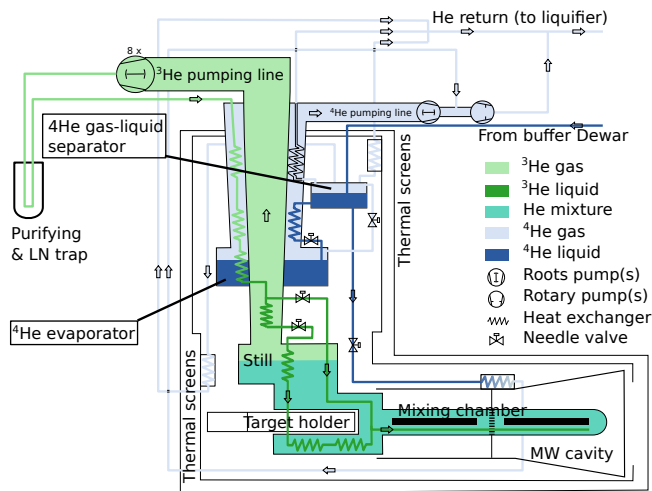 He return (to liquifier)
8 x
³He pumping line
⁴He pumping line
4He gas-liquid
separator
From buffer Dewar
³He gas
³He liquid
He mixture
⁴He gas
⁴He liquid
Roots pump(s)
Rotary pump(s)
Heat exchanger
Needle valve
Thermal screens
Purifying
& LN trap
⁴He evaporator
Still
Thermal screens
Mixing chamber
Target holder
MW cavity